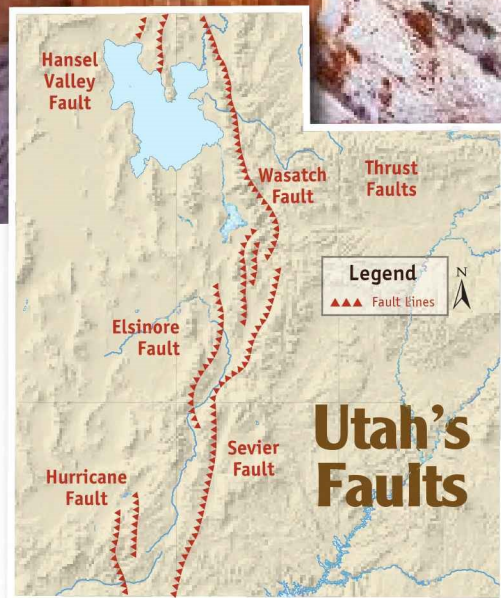 Hansel
Valley
Fault
Wasatch
Fault
Thrust
Faults
Legend
Fault Lines
N
Elsinore
Fault
Utah's
Faults
Sevier
Fault
Hurricane
Fault